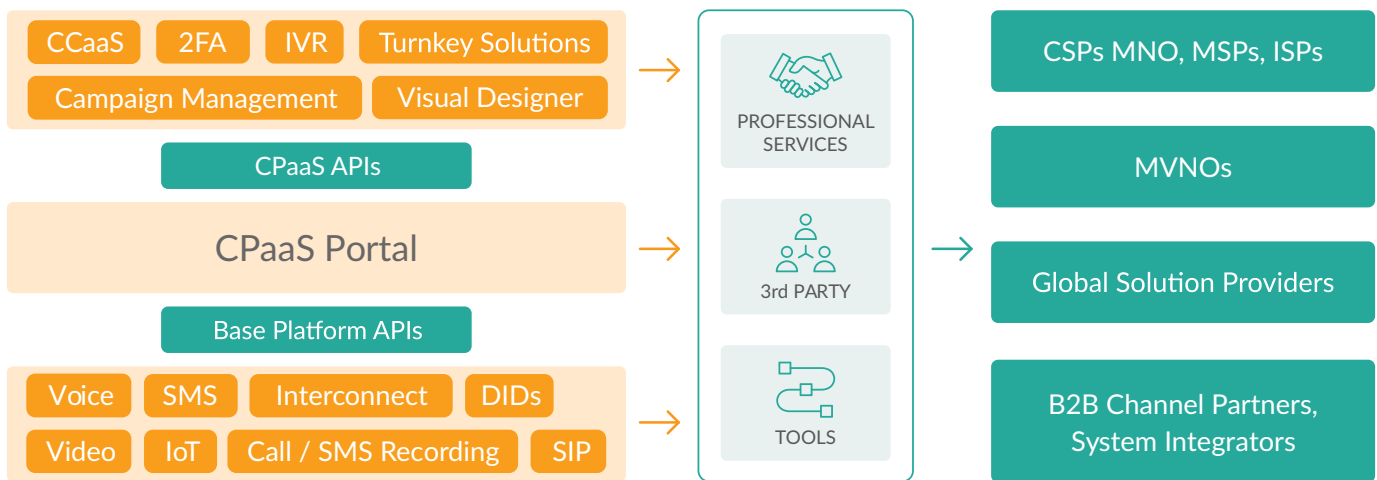 CCaaS
2FA
IVR
Turnkey Solutions
Campaign Management
Visual Designer
CPaaS APIs
CPaaS Portal
Base Platform APIs
Voice
SMS
Interconnect
DIDs
Video
IoT
Call / SMS Recording
SIP
PROFESSIONAL
SERVICES
3rd PARTY
TOOLS
CSPs MNO, MSPs, ISPs
MVNOs
Global Solution Providers
B2B Channel Partners,
System Integrators